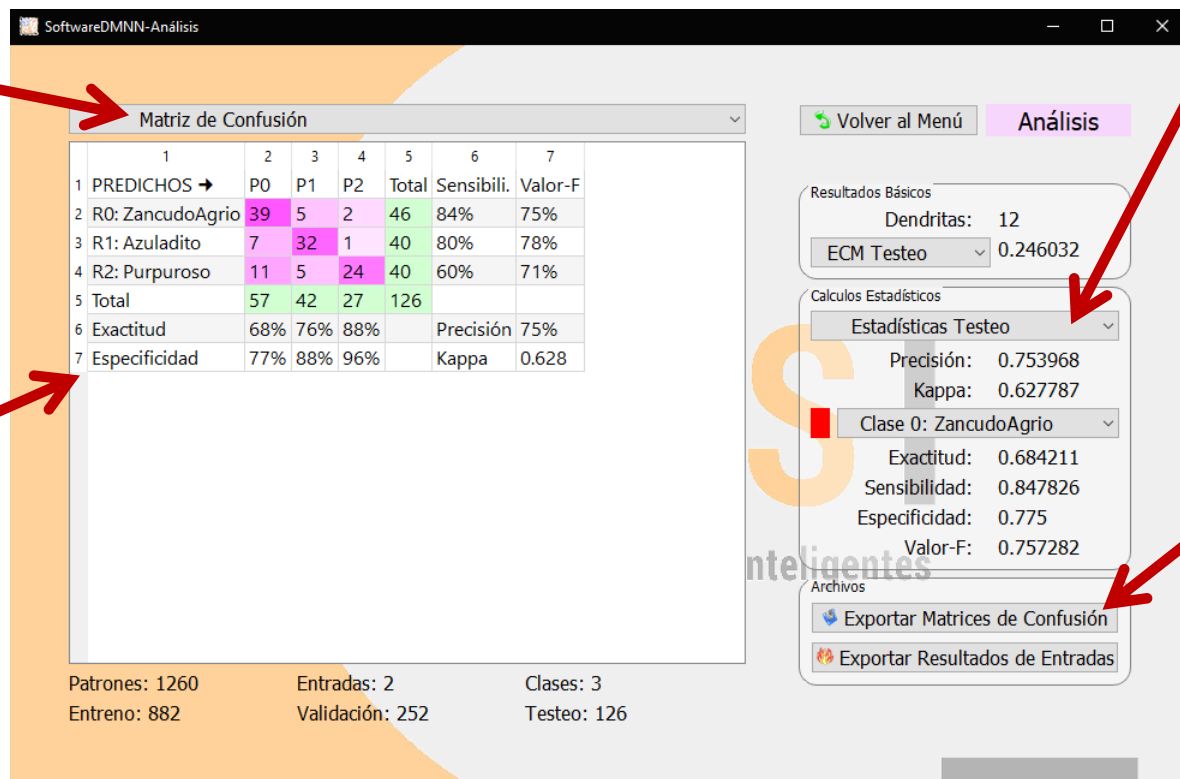 SoftwareDMNN-Análisis
Matriz de Confusión
Volver al Menú
Análisis
1 2 3 4 5 6 7
1 PREDICHOS ➔ P0 P1 P2 Total Sensibili. Valor-F
2 R0: ZancudoAgrio 39 5 2 46 84% 75%
3 R1: Azuladito 7 32 1 40 80% 78%
4 R2: Purpuroso 11 5 24 40 60% 71%
5 Total 57 42 27 126
6 Exactitud 68% 76% 88% Precisión 75%
7 Especificidad 77% 88% 96% Kappa 0.628
Resultados Básicos
Dendritas: 12
ECM Testeo 0.246032
Calculos Estadísticos
Estadísticas Testeo
Precisión: 0.753968
Kappa: 0.627787
Clase 0: ZancudoAgrio
Exactitud: 0.684211
Sensibilidad: 0.847826
Especificidad: 0.775
Valor-F: 0.757282
nteligentes
Archivos
Exportar Matrices de Confusión
Exportar Resultados de Entradas
Patrones: 1260 Entradas: 2 Clases: 3
Entreno: 882 Validación: 252 Testeo: 126